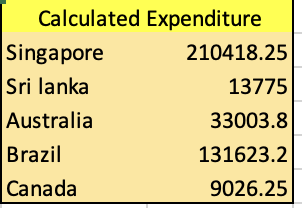 Calculated Expenditure
Singapore 210418.25
Sri lanka 13775
Australia 33003.8
Brazil 131623.2
Canada 9026.25